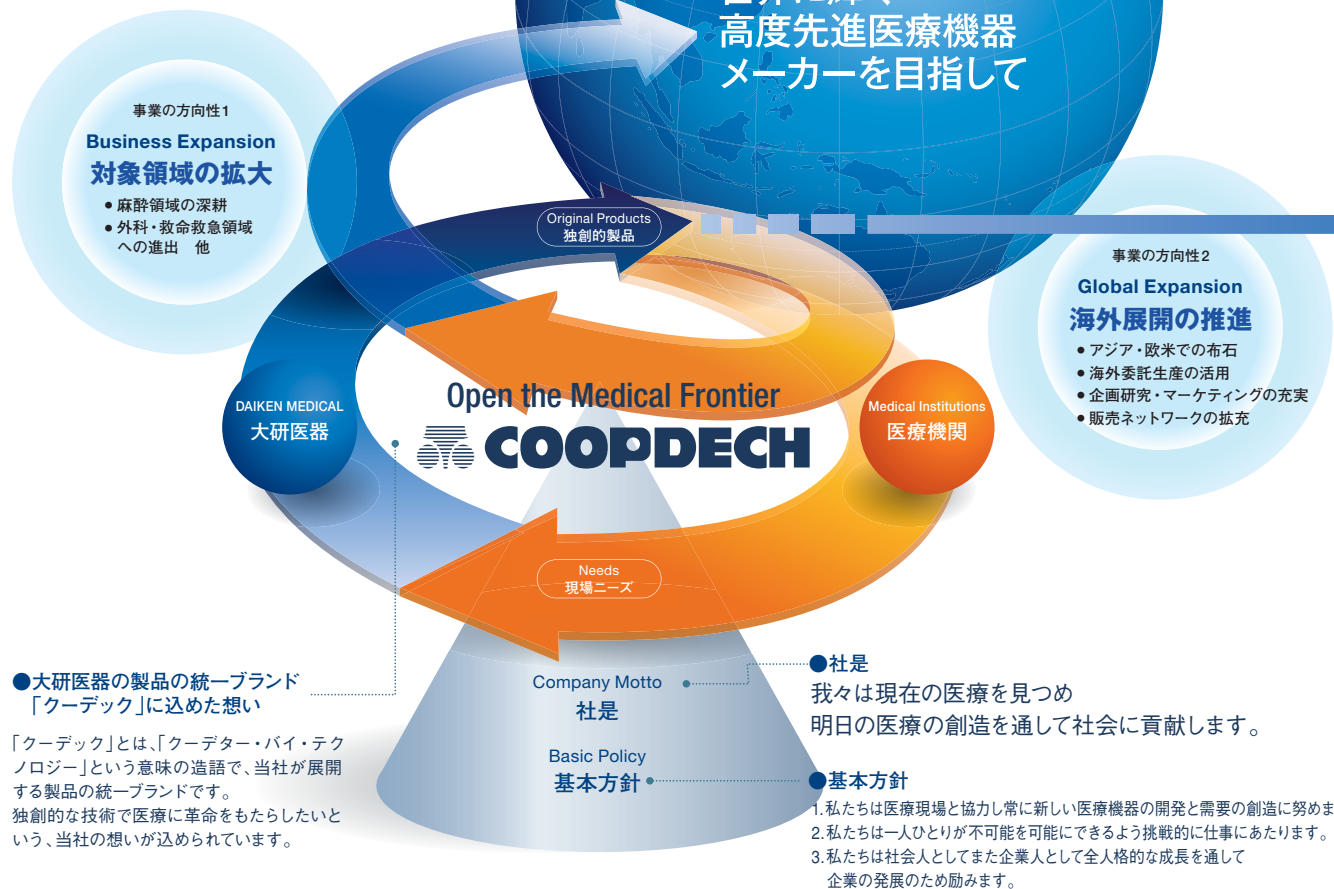 高度先進医療機器
メーカーを目指して
事業の方向性1
Business Expansion
対象領域の拡大
● 麻酔領域の深耕
● 外科・救命救急領域
への進出　他
Original Products
独創的製品
事業の方向性2
Global Expansion
海外展開の推進
● アジア・欧米での布石
● 海外委託生産の活用
● 企画研究・マーケティングの充実
● 販売ネットワークの拡充
DAIKEN MEDICAL
大研医器
Open the Medical Frontier
COOPDECH
Medical Institutions
医療機関
Needs
現場ニーズ
●大研医器の製品の統一ブランド
「クーデック」に込めた想い
「クーデック」とは、「クーデター・バイ・テク
ノロジー」という意味の造語で、当社が展開
する製品の統一ブランドです。
独創的な技術で医療に革命をもたらしたいと
いう、当社の想いが込められています。
Company Motto
社是
Basic Policy
基本方針
●社是
我々は現在の医療を見つめ
明日の医療の創造を通して社会に貢献します。
●基本方針
1.私たちは医療現場と協力し常に新しい医療機器の開発と需要の創造に努めま
2.私たちは一人ひとりが不可能を可能にできるよう挑戦的に仕事にあたります。
3.私たちは社会人としてまた企業人として全人格的な成長を通して
企業の発展のため励みます。